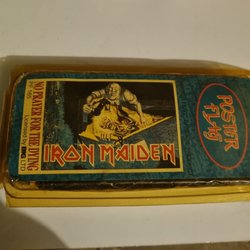 POSTER
FLAG
IRON MAIDEN
NO PRAYER FOR THE DYING